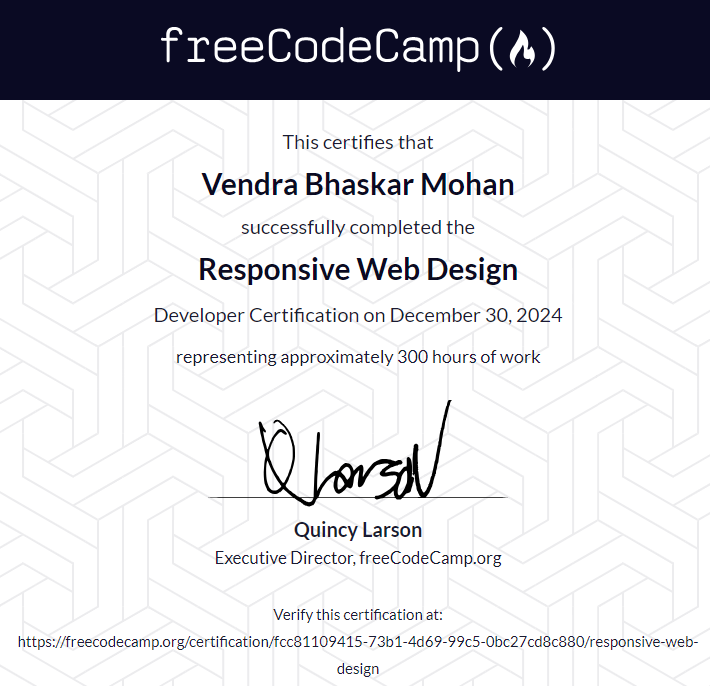 freeCodeCamp(🔥)
This certifies that
Vendra Bhaskar Mohan
successfully completed the
Responsive Web Design
Developer Certification on December 30, 2024
representing approximately 300 hours of work
Q Larson
Quincy Larson
Executive Director, freeCodeCamp.org
Verify this certification at:
https://freecodecamp.org/certification/fcc81109415-73b1-4d69-99c5-0bc27cd8c880/responsive-web-
design